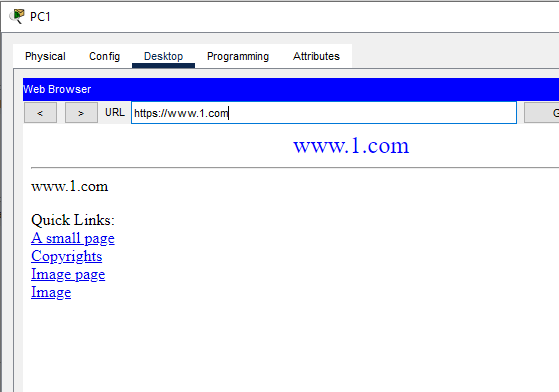 PC1
Physical Config Desktop Programming Attributes
Web Browser
< > URL https://www.1.com G
www.1.com
www.1.com
Quick Links:
A small page
Copyrights
Image page
Image